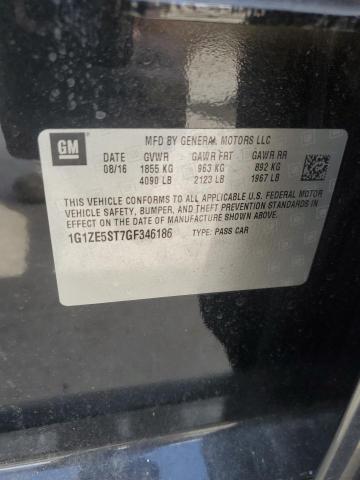 GM
MFD BY GENERAL MOTORS LLC
DATE GVWR GAWR FRT GAWR RR
08/16 1855 KG 963 KG 892 KG
4090 LB 2123 LB 1967 LB
THIS VEHICLE CONFORMS TO ALL APPLICABLE U.S. FEDERAL MOTOR
VEHICLE SAFETY, BUMPER, AND THEFT PREVENTION STANDARDS IN EFFECT
ON THE DATE OF MANUFACTURE SHOWN ABOVE.
1G1ZE5ST7GF346186 TYPE: PASS CAR